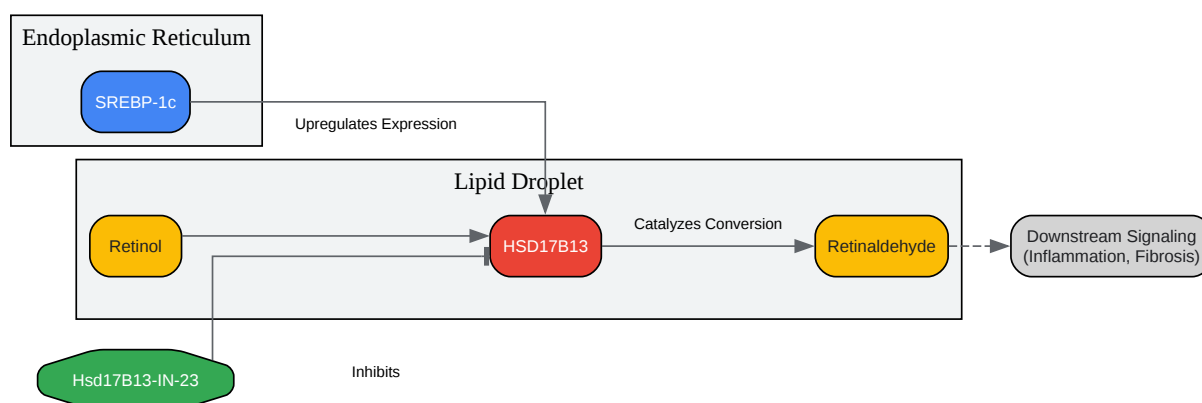 Endoplasmic Reticulum
SREBP-1c
Upregulates Expression
Lipid Droplet
Retinol
HSD17B13
Catalyzes Conversion
Retinaldehyde
Downstream Signaling
(Inflammation, Fibrosis)
Hsd17B13-IN-23
Inhibits